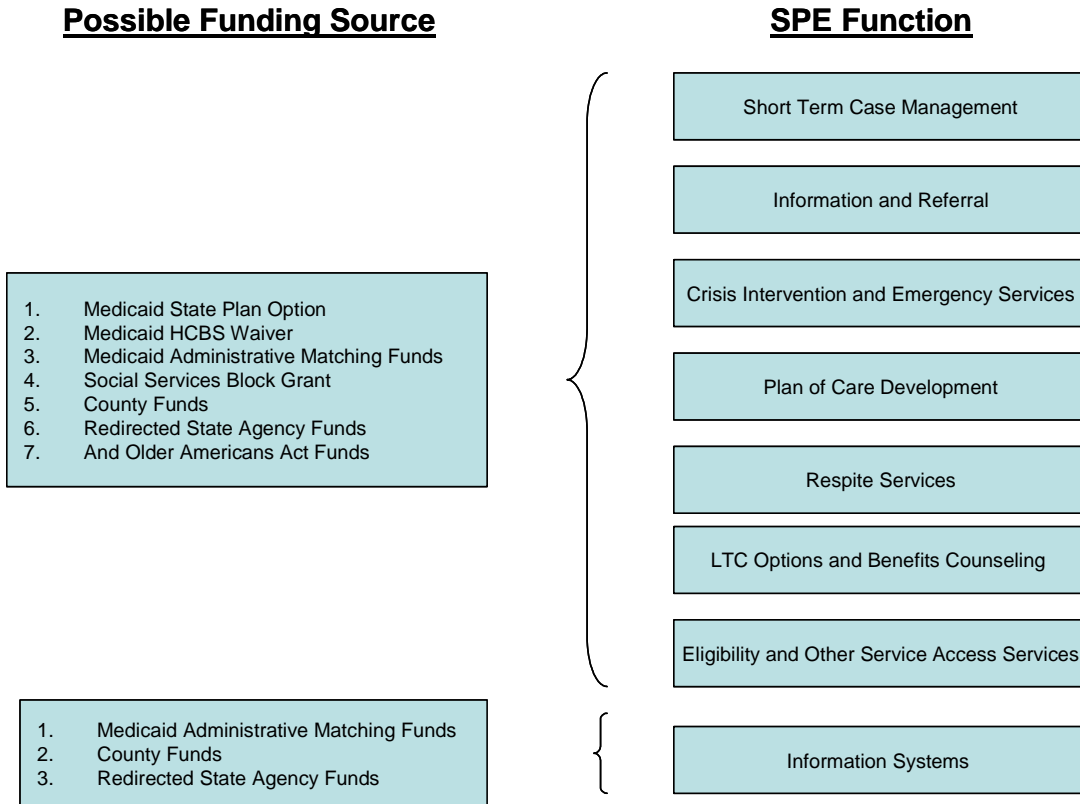 Possible Funding Source
SPE Function
Short Term Case Management
Information and Referral
Crisis Intervention and Emergency Services
1. Medicaid State Plan Option
2. Medicaid HCBS Waiver
3. Medicaid Administrative Matching Funds
4. Social Services Block Grant
5. County Funds
6. Redirected State Agency Funds
7. And Older Americans Act Funds
Plan of Care Development
Respite Services
LTC Options and Benefits Counseling
Eligibility and Other Service Access Services
1. Medicaid Administrative Matching Funds
2. County Funds
3. Redirected State Agency Funds
Information Systems